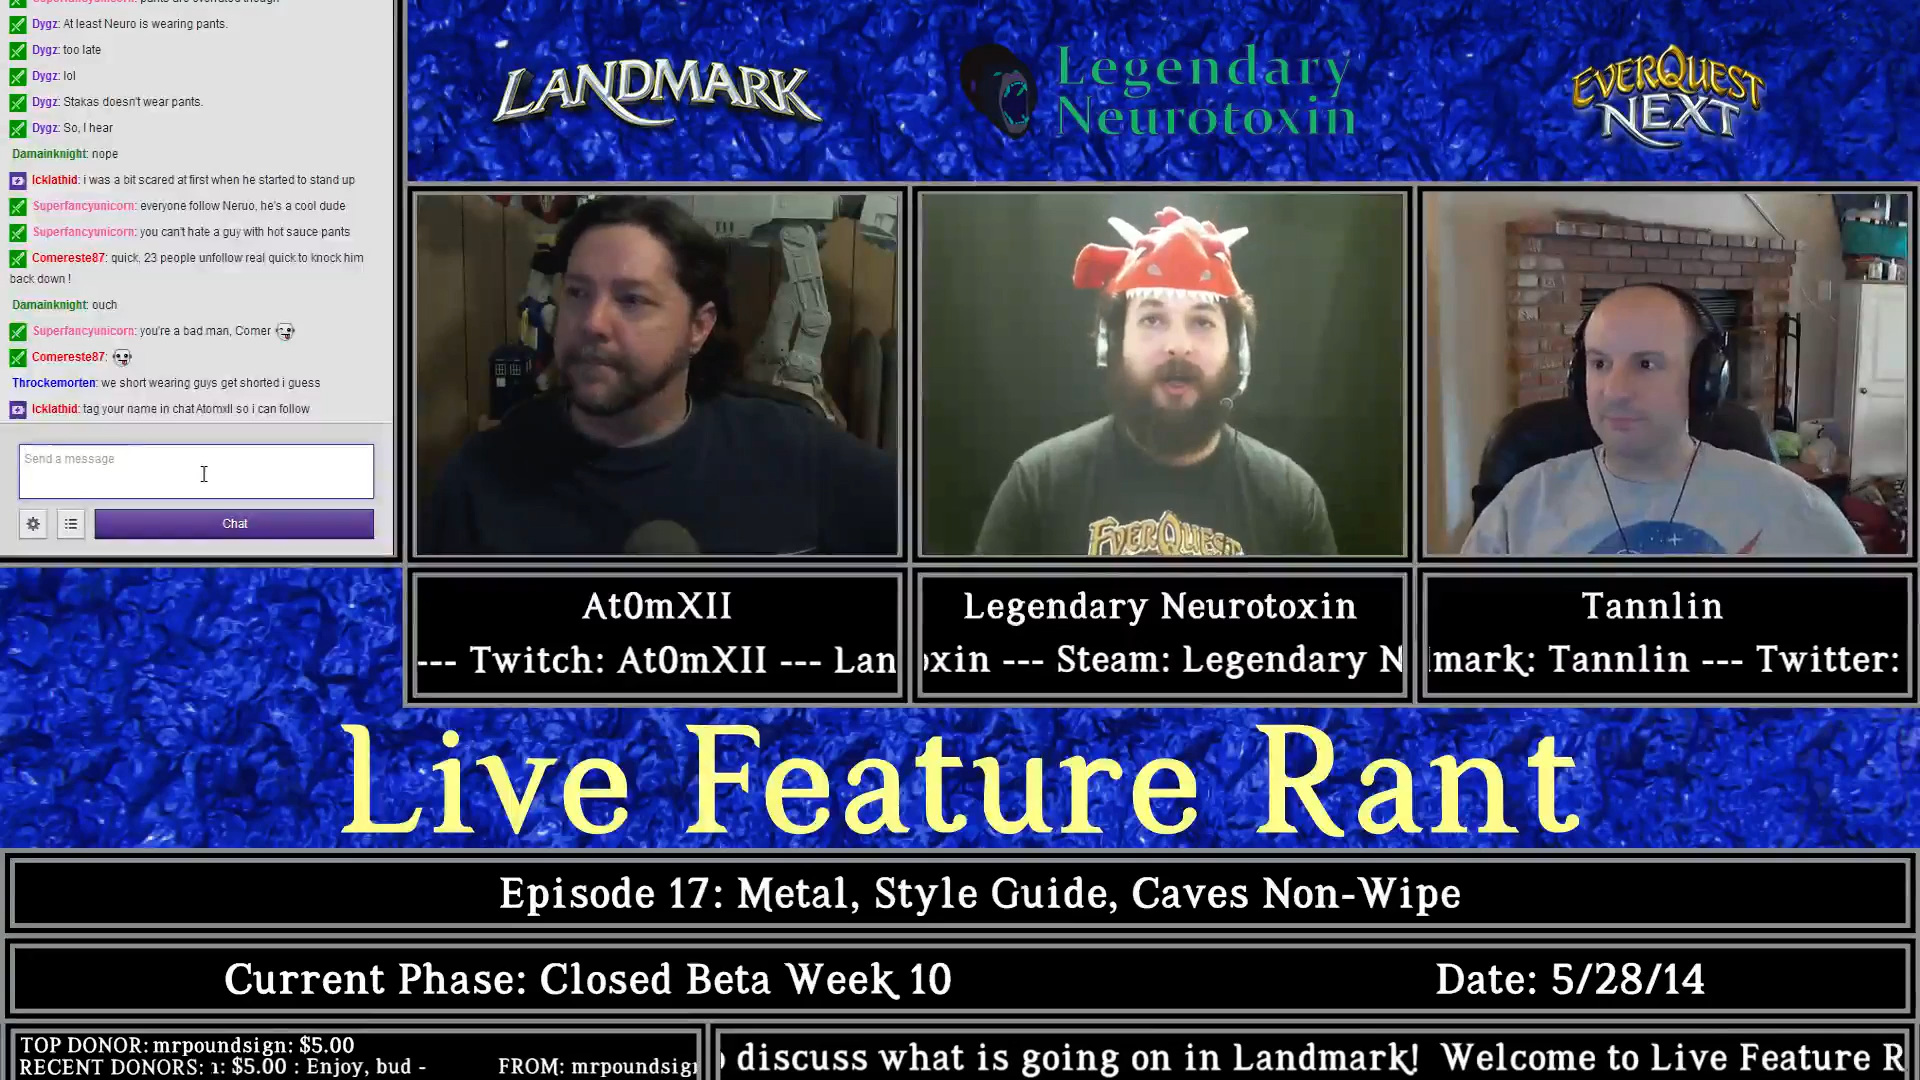 Superfancyunicorn: pants are overrated though
Dygz: At least Neuro is wearing pants.
Dygz: too late
Dygz: lol
Dygz: Stakas doesn't wear pants.
Dygz: So, I hear
Damainknight: nope
Icklathid: i was a bit scared at first when he started to stand up
Superfancyunicorn: everyone follow Neruo, he's a cool dude
Superfancyunicorn: you can't hate a guy with hot sauce pants
Comereste87: quick, 23 people unfollow real quick to knock him
back down !
Damainknight: ouch
Superfancyunicorn: you're a bad man, Comer
Comereste87:
Throckemorten: we short wearing guys get shorted i guess
Icklathid: tag your name in chat Atomxll so i can follow
Send a message
Chat
LANDMARK
Legendary
Neurotoxin
EVERQUEST
NEXT
EVERQUEST
At0mXII
--- Twitch: At0mXII --- Lan
Legendary Neurotoxin
oxin --- Steam: Legendary N
Tannlin
mark: Tannlin --- Twitter:
Live Feature Rant
Episode 17: Metal, Style Guide, Caves Non-Wipe
Current Phase: Closed Beta Week 10
Date: 5/28/14
TOP DONOR: mrpoundsign: $5.00
RECENT DONORS: 1: $5.00 : Enjoy, bud - FROM: mrpoundsign
o discuss what is going on in Landmark! Welcome to Live Feature R